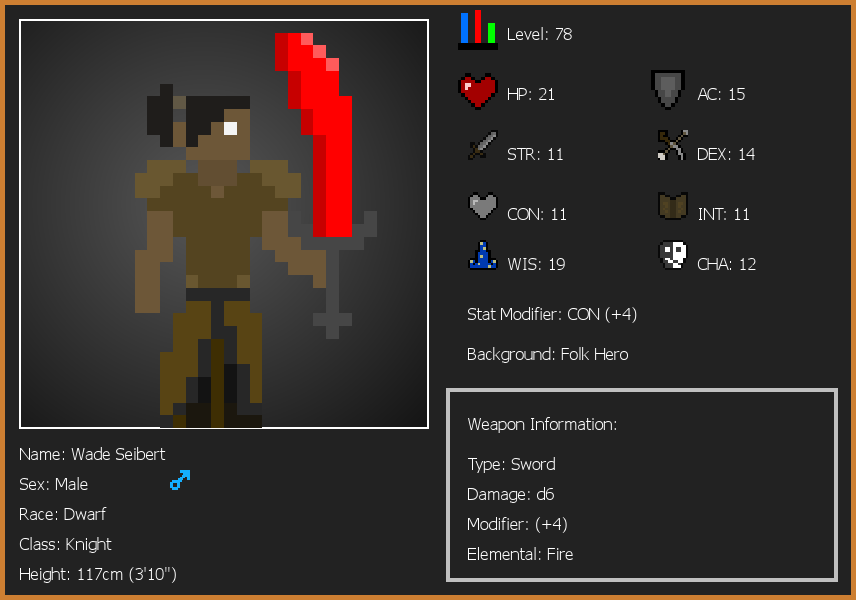 Level: 78
HP: 21
AC: 15
STR: 11
DEX: 14
CON: 11
INT: 11
WIS: 19
CHA: 12
Stat Modifier: CON (+4)
Background: Folk Hero
Weapon Information:
Type: Sword
Damage: d6
Modifier: (+4)
Elemental: Fire
Name: Wade Seibert
Sex: Male
Race: Dwarf
Class: Knight
Height: 117cm (3'10")